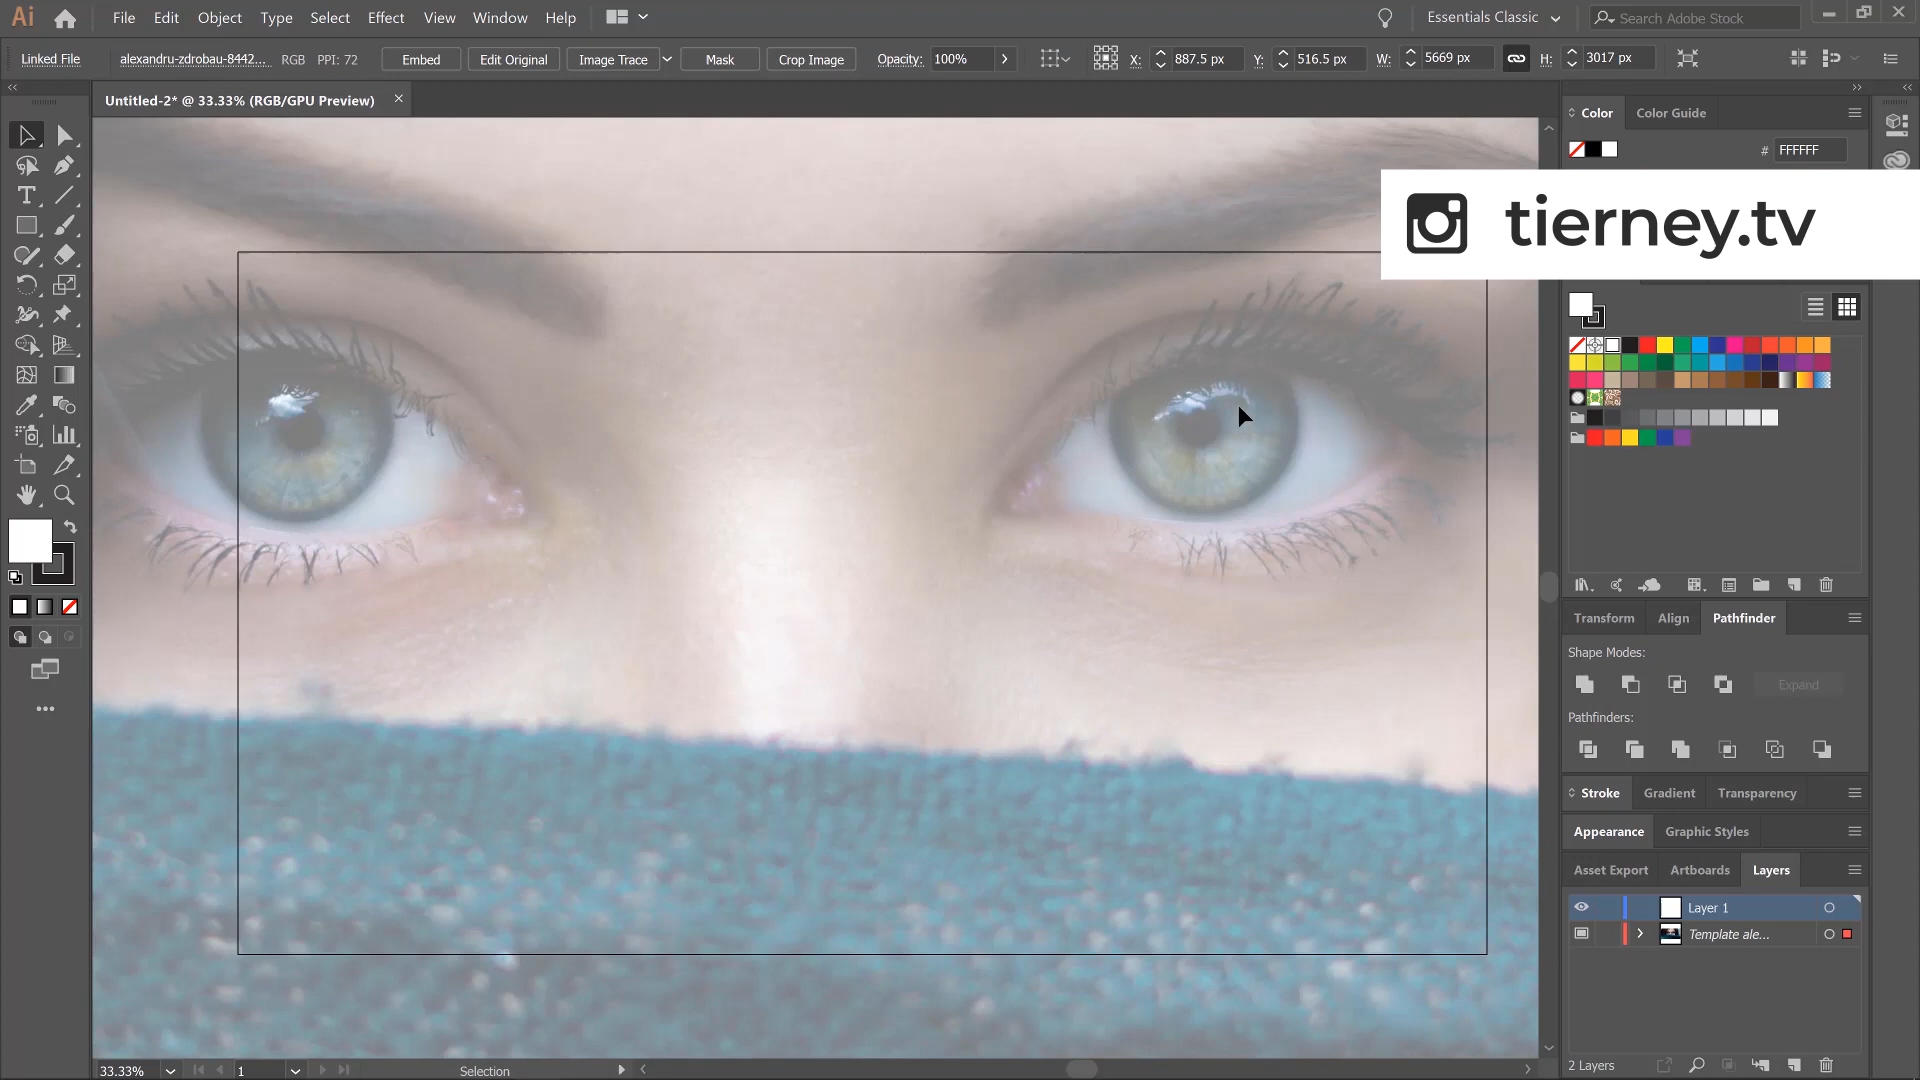 Ai File Edit Object Type Select Effect View Window Help Essentials Classic Search Adobe Stock
Linked File alexandru-zdrobau-8442... RGB PPI: 72 Embed Edit Original Image Trace Mask Crop Image Opacity: 100% X: 887.5 px Y: 516.5 px W: 5669 px H: 3017 px
Untitled-2* @ 33.33% (RGB/GPU Preview)
Color Color Guide
# FFFFFF
tierney.tv
Transform Align Pathfinder
Shape Modes:
Expand
Pathfinders:
Stroke Gradient Transparency
Appearance Graphic Styles
Asset Export Artboards Layers
Layer 1
Template ale...
2 Layers
33.33% 1 Selection